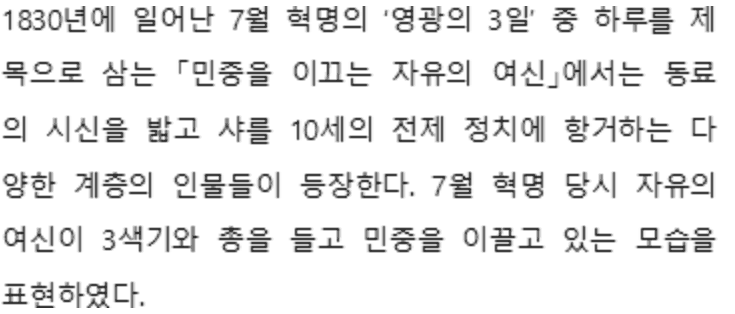 1830년에 일어난 7월 혁명의 ‘영광의 3일’ 중 하루를 제
목으로 삼는 「민중을 이끄는 자유의 여신」에서는 동료
의 시신을 밟고 샤를 10세의 전제 정치에 항거하는 다
양한 계층의 인물들이 등장한다. 7월 혁명 당시 자유의
여신이 3색기와 총을 들고 민중을 이끌고 있는 모습을
표현하였다.